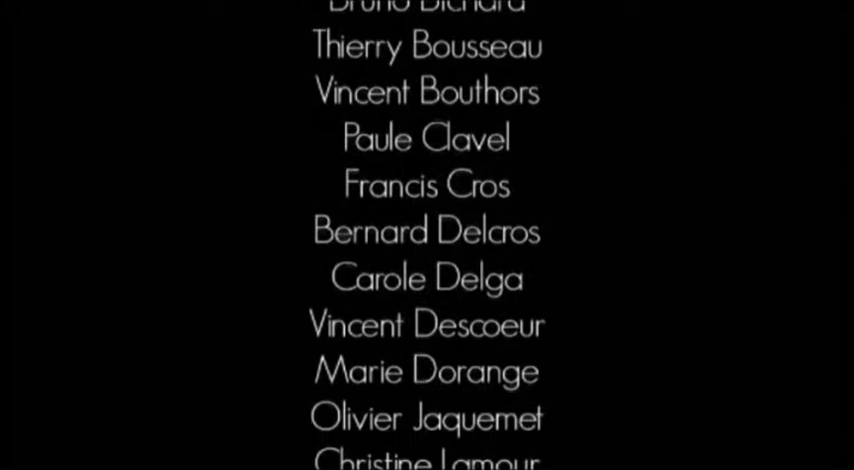 Bruno Bichard
Thierry Bousseau
Vincent Bouthors
Paule Clavel
Francis Cros
Bernard Delcros
Carole Delga
Vincent Descoeur
Marie Dorange
Olivier Jaquemet
Christine Lamour